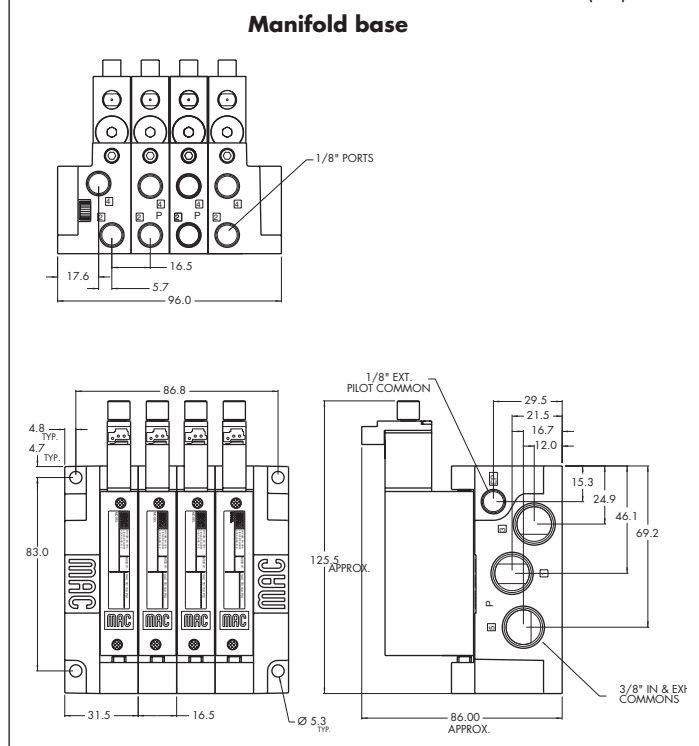 Manifold base
1/8" PORTS
4
4
4
4
2
2
P
2
P
2
17.6
16.5
5.7
96.0
86.8
4.8
TYP.
4.7
TYP.
83.0
MAC
MAC
MAC
MAC
MAC
MAC
31.5
16.5
Ø 5.3
TYP.
1/8" EXT.
PILOT COMMON
29.5
21.5
16.7
12.0
15.3
24.9
46.1
69.2
3
1
P
5
125.5
APPROX.
86.00
APPROX.
3/8" IN & EXH
COMMONS